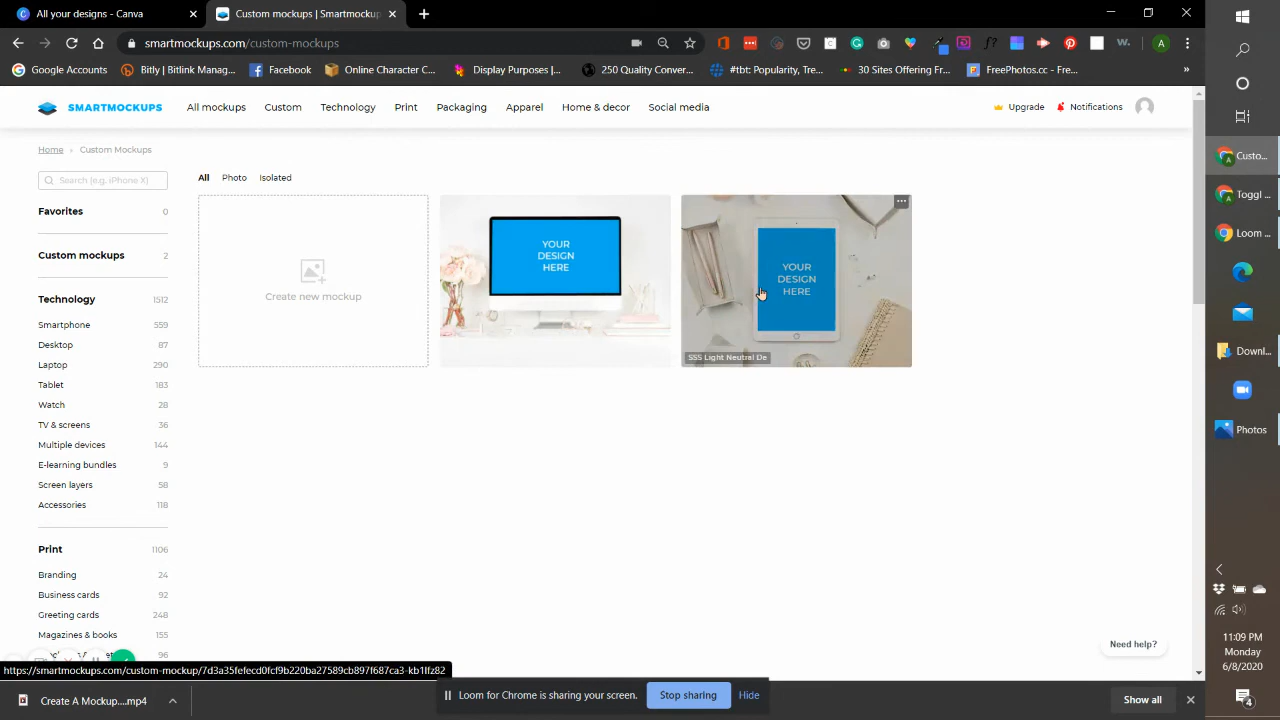 All your designs - Canva
Custom mockups | Smartmockup
smartmockups.com/custom-mockups
Google Accounts
Bitly | Bitlink Manag...
Facebook
Online Character C...
Display Purposes |...
250 Quality Conver...
#tbt: Popularity, Tre...
30 Sites Offering Fr...
FreePhotos.cc - Fre...
SMARTMOCKUPS
All mockups
Custom
Technology
Print
Packaging
Apparel
Home & decor
Social media
Upgrade
Notifications
Home
Custom Mockups
Search (e.g. iPhone X)
Favorites 0
Custom mockups 2
Technology 1512
Smartphone 559
Desktop 87
Laptop 290
Tablet 183
Watch 28
TV & screens 36
Multiple devices 144
E-learning bundles 9
Screen layers 58
Accessories 118
Print 1106
Branding 24
Business cards 92
Greeting cards 248
Magazines & books 155
96
All
Photo
Isolated
Create new mockup
YOUR
DESIGN
HERE
YOUR
DESIGN
HERE
SSS Light Neutral De
Need help?
https://smartmockups.com/custom-mockup/7d3a35fefecd0fcf9b220ba27589cb897f687ca3-kb1lfz82
Create A Mockup....mp4
Loom for Chrome is sharing your screen.
Stop sharing
Hide
Show all
Custo...
Toggl ...
Loom ...
Downl...
Photos
11:09 PM
Monday
6/8/2020
4